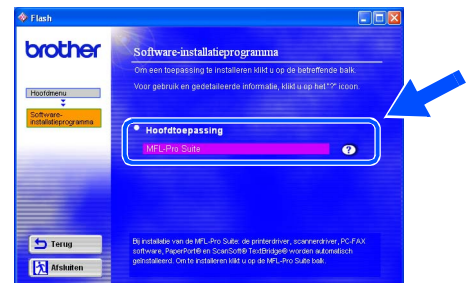 Flash
brother
Software-installatieprogramma
Om een toepassing te installeren klikt u op de betreffende balk.
Voor gebruik en gedetaileerde informatie, klikt u op het "?" icoon.
Hoofdmenu
Software-
installatieprogramma
Hoofdtoepassing
MFL-Pro Suite
?
Terug
Afsluiten
Bij installatie van de MFL-Pro Suite: de printerdriver, scannerdriver, PC-FAX
software, PaperPort® en ScanSoft® TextBridge® worden automatisch
geïnstalleerd. Om te installeren klikt u op de MFL-Pro Suite balk.